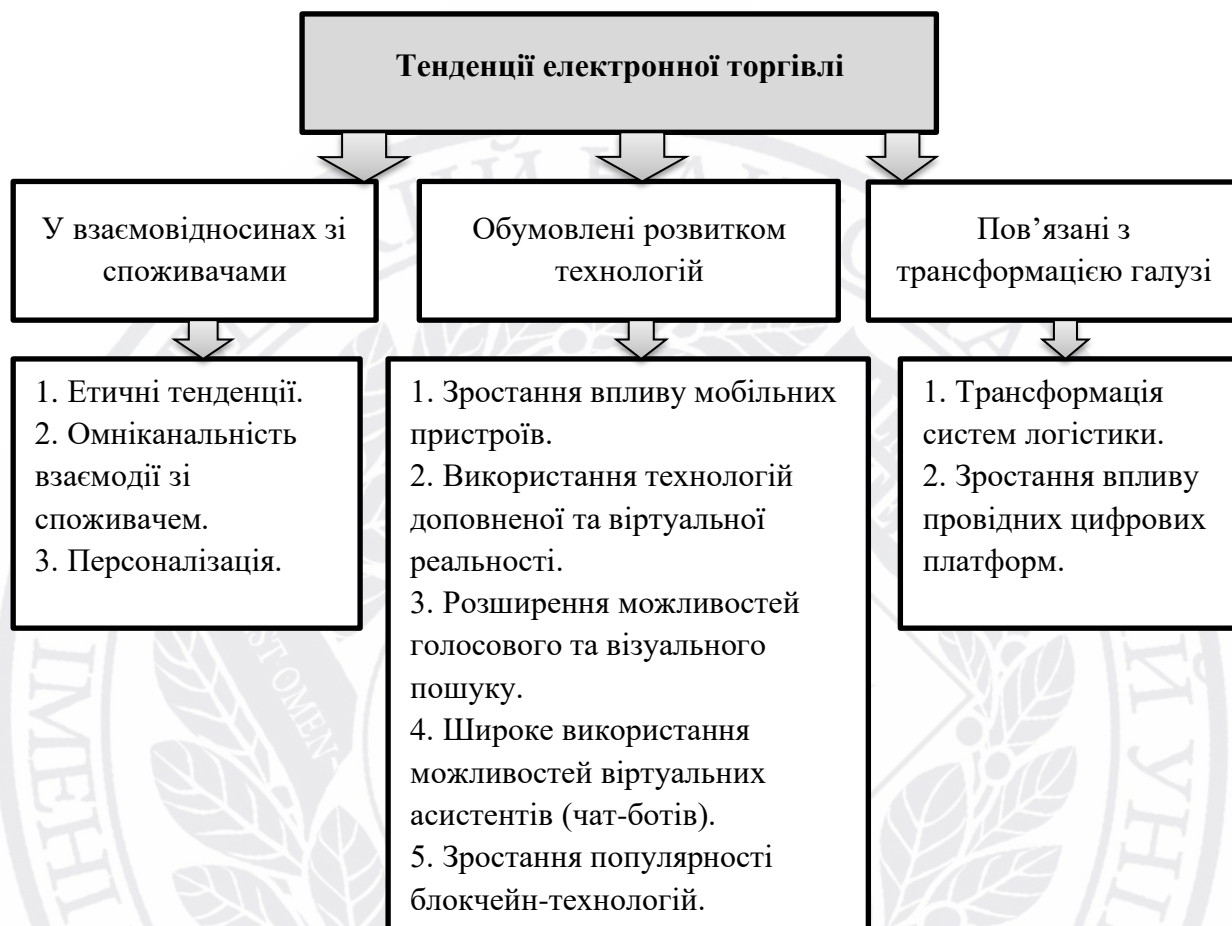 Тенденції електронної торгівлі
У взаємовідносинах зі
споживачами
Обумовлені розвитком
технологій
Пов’язані з
трансформацією галузі
1. Етичні тенденції.
2. Омніканальність
взаємодії зі
споживачем.
3. Персоналізація.
1. Зростання впливу мобільних
пристроїв.
2. Використання технологій
доповненої та віртуальної
реальності.
3. Розширення можливостей
голосового та візуального
пошуку.
4. Широке використання
можливостей віртуальних
асистентів (чат-ботів).
5. Зростання популярності
блокчейн-технологій.
1. Трансформація
систем логістики.
2. Зростання впливу
провідних цифрових
платформ.